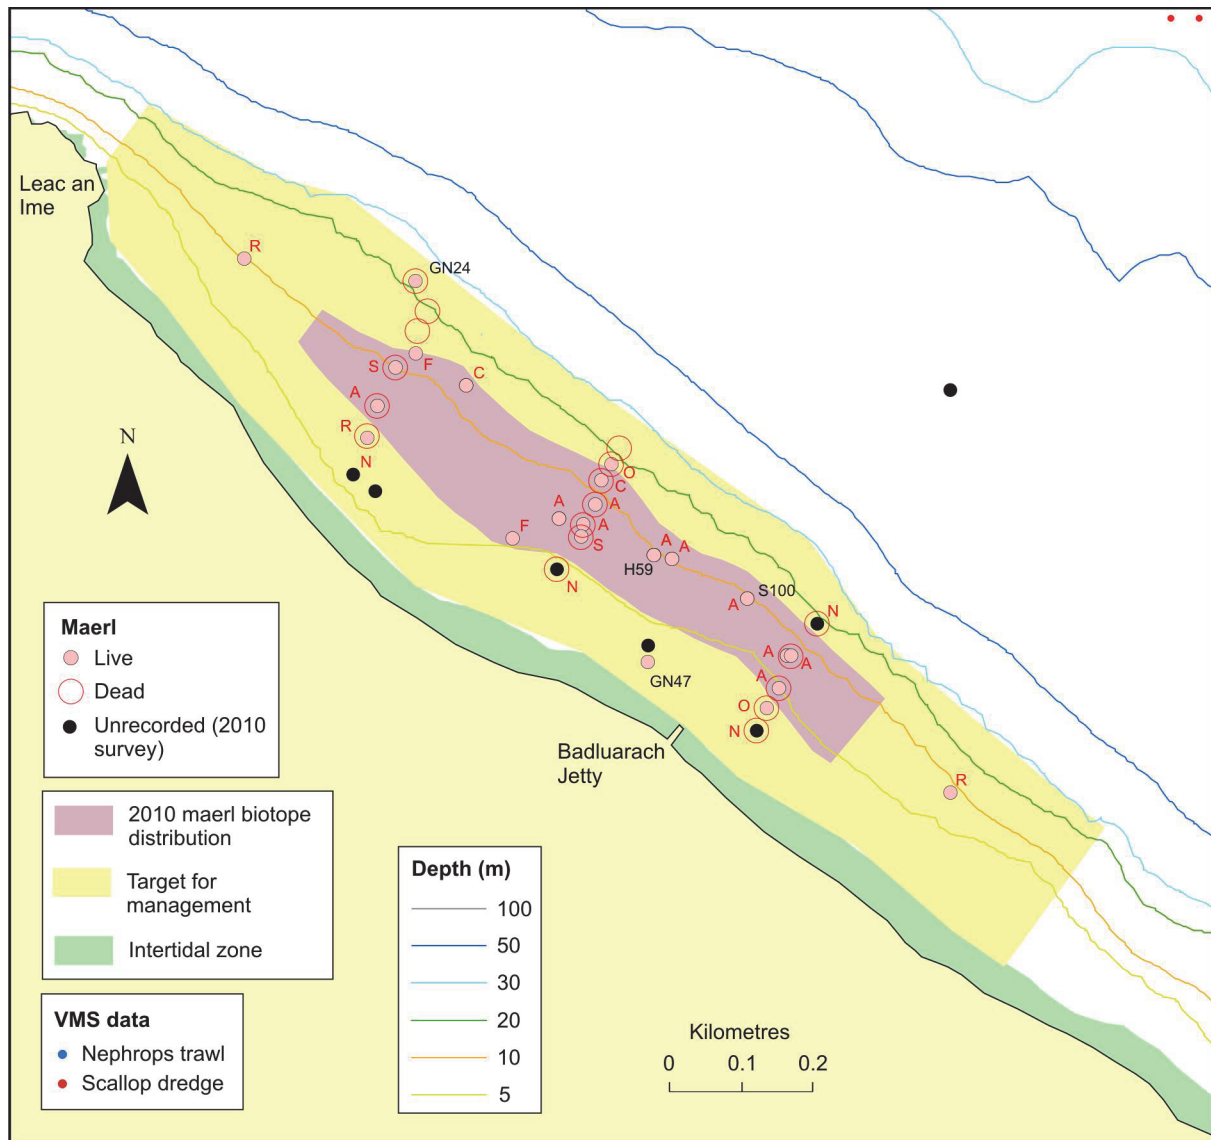 Leac an
Ime
R
GN24
S
F
C
A
R
N
O
C
A
A
A
F
S
N
A
A
H59
S100
A
N
A
A
GN47
A
O
N
R
Badluarach
Jetty
N
Maerl
Live
Dead
Unrecorded (2010
survey)
2010 maerl biotope
distribution
Target for
management
Intertidal zone
VMS data
Nephrops trawl
Scallop dredge
Depth (m)
100
50
30
20
10
5
Kilometres
0 0.1 0.2